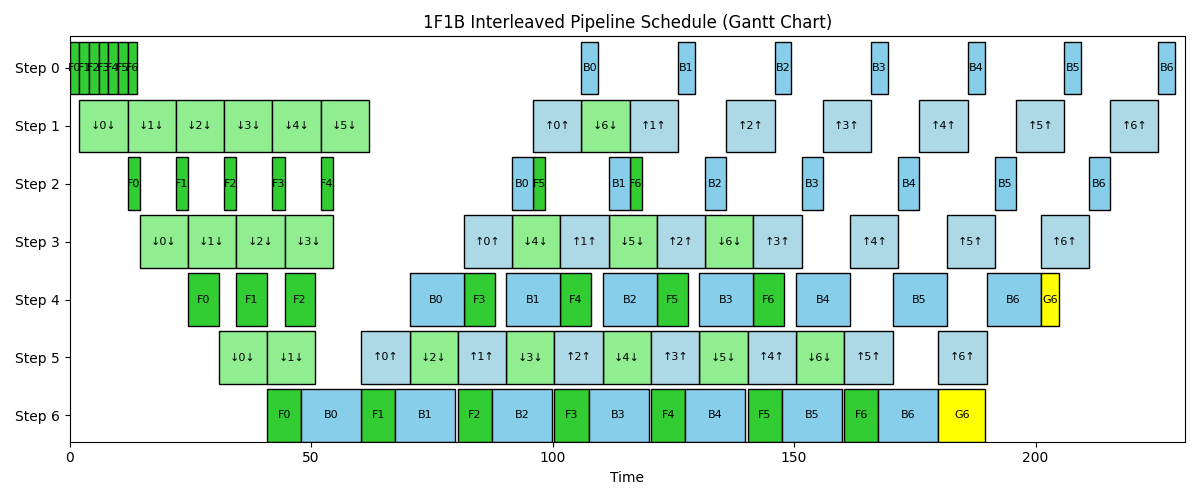 1F1B Interleaved Pipeline Schedule (Gantt Chart)
Step 0 F0 F1 F2 F3 F4 F5 F6 B0 B1 B2 B3 B4 B5 B6
Step 1 ↓0↓ ↓1↓ ↓2↓ ↓3↓ ↓4↓ ↓5↓ ↑0↑ ↓6↓ ↑1↑ ↑2↑ ↑3↑ ↑4↑ ↑5↑ ↑6↑
Step 2 F0 F1 F2 F3 F4 B0 F5 B1 F6 B2 B3 B4 B5 B6
Step 3 ↓0↓ ↓1↓ ↓2↓ ↓3↓ ↑0↑ ↓4↓ ↑1↑ ↓5↓ ↑2↑ ↓6↓ ↑3↑ ↑4↑ ↑5↑ ↑6↑
Step 4 F0 F1 F2 B0 F3 B1 F4 B2 F5 B3 F6 B4 B5 B6 G6
Step 5 ↓0↓ ↓1↓ ↑0↑ ↓2↓ ↑1↑ ↓3↓ ↑2↑ ↓4↓ ↑3↑ ↓5↓ ↑4↑ ↓6↓ ↑5↑ ↑6↑
Step 6 F0 B0 F1 B1 F2 B2 F3 B3 F4 B4 F5 B5 F6 B6 G6
0 50 100 150 200
Time